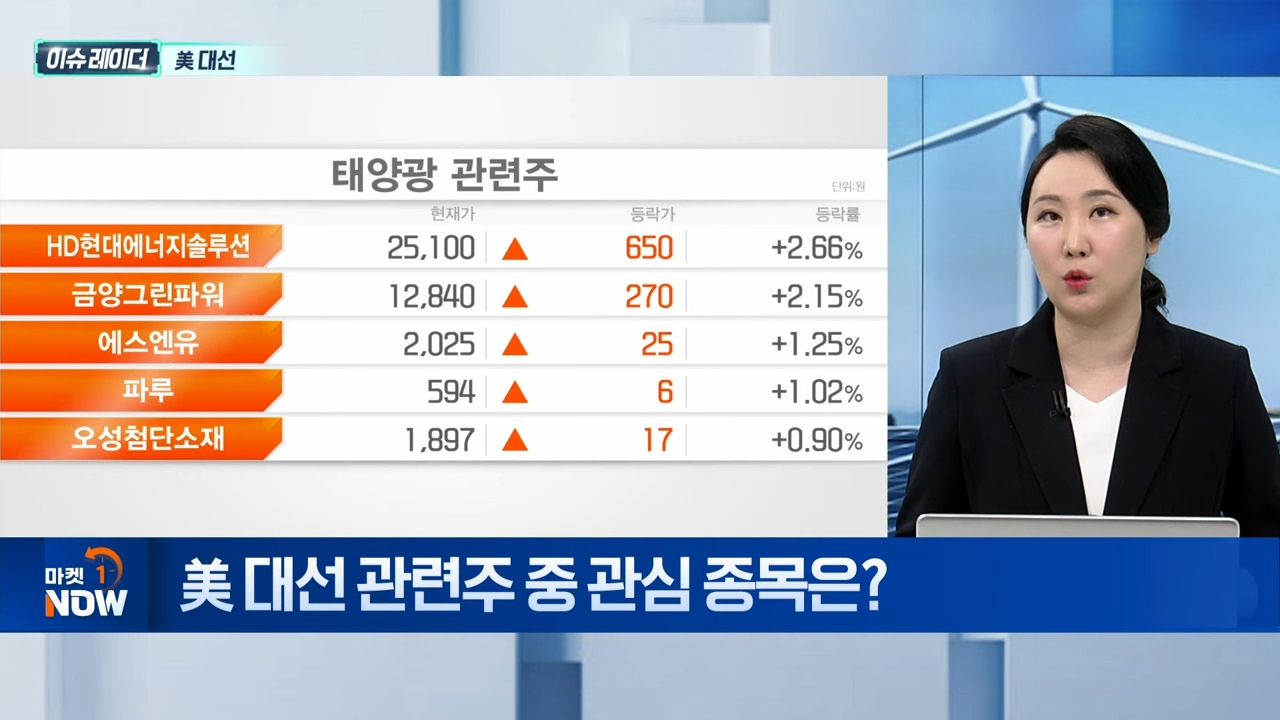 이슈레이더 美 대선
태양광 관련주
단위:원
현재가 등락가 등락률
HD현대에너지솔루션 25,100 ▲ 650 +2.66%
금양그린파워 12,840 ▲ 270 +2.15%
에스엔유 2,025 ▲ 25 +1.25%
파루 594 ▲ 6 +1.02%
오성첨단소재 1,897 ▲ 17 +0.90%
마켓 1
NOW
美 대선 관련주 중 관심 종목은?